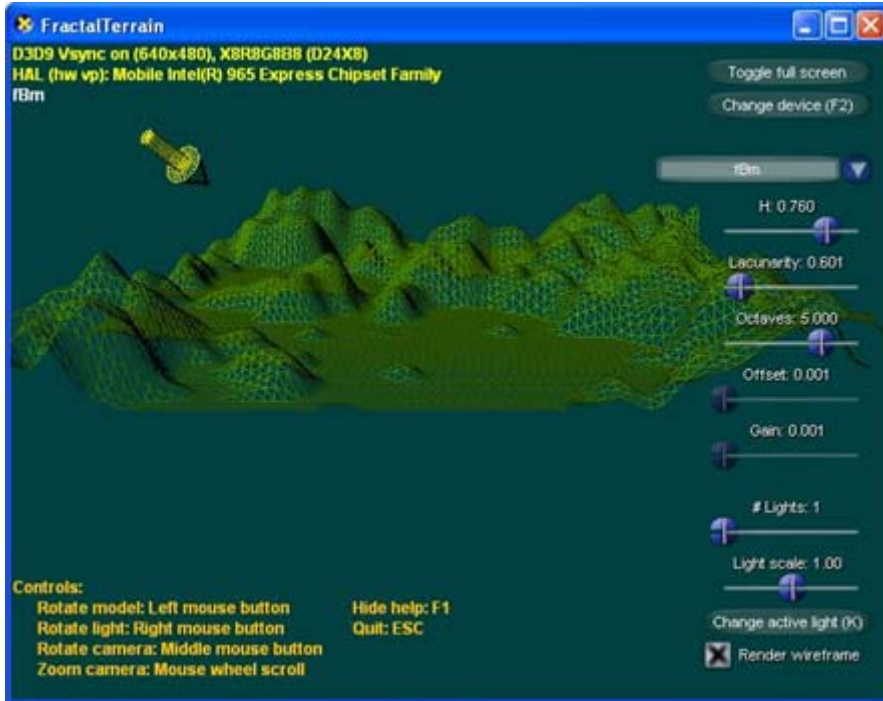 FractalTerrain
D3D9 Vsync on (640x480), X8R8G8B8 (D24X8)
HAL (hw vp): Mobile Intel(R) 965 Express Chipset Family
fBm
Toggle full screen
Change device (F2)
fBm
H: 0.760
Lacunarity: 0.601
Octaves: 5.000
Offset: 0.001
Gain: 0.001
# Lights: 1
Light scale: 1.00
Change active light (K)
Render wireframe
Controls:
Rotate model: Left mouse button
Rotate light: Right mouse button
Rotate camera: Middle mouse button
Zoom camera: Mouse wheel scroll
Hide help: F1
Quit: ESC